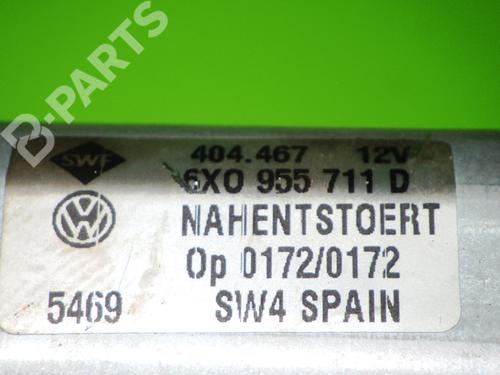 B-PARTS
SWF 404.467 12V
6X0 955 711 D
NAHENTSTOERT
Op 0172/0172
5469 SW4 SPAIN